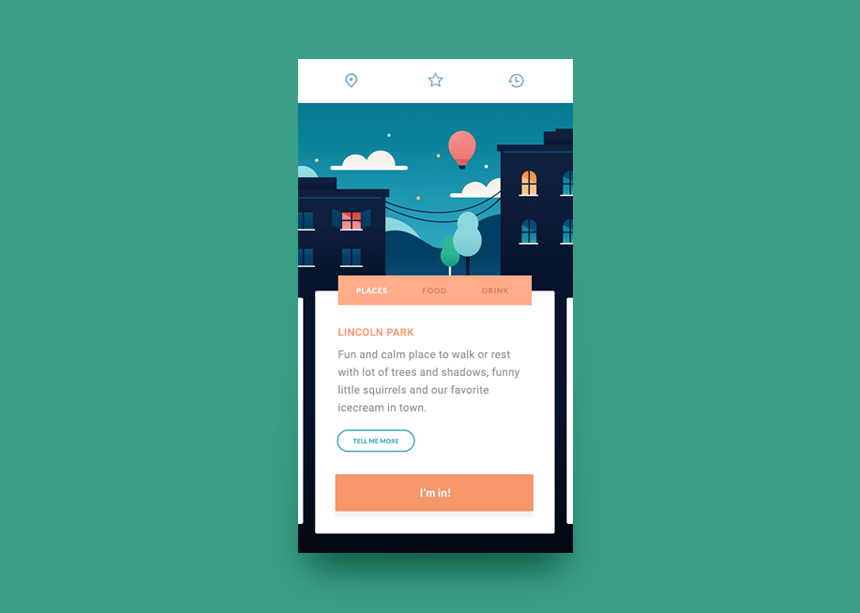 PLACES FOOD DRINK
LINCOLN PARK
Fun and calm place to walk or rest
with lot of trees and shadows, funny
little squirrels and our favorite
icecream in town.
TELL ME MORE
I'm in!